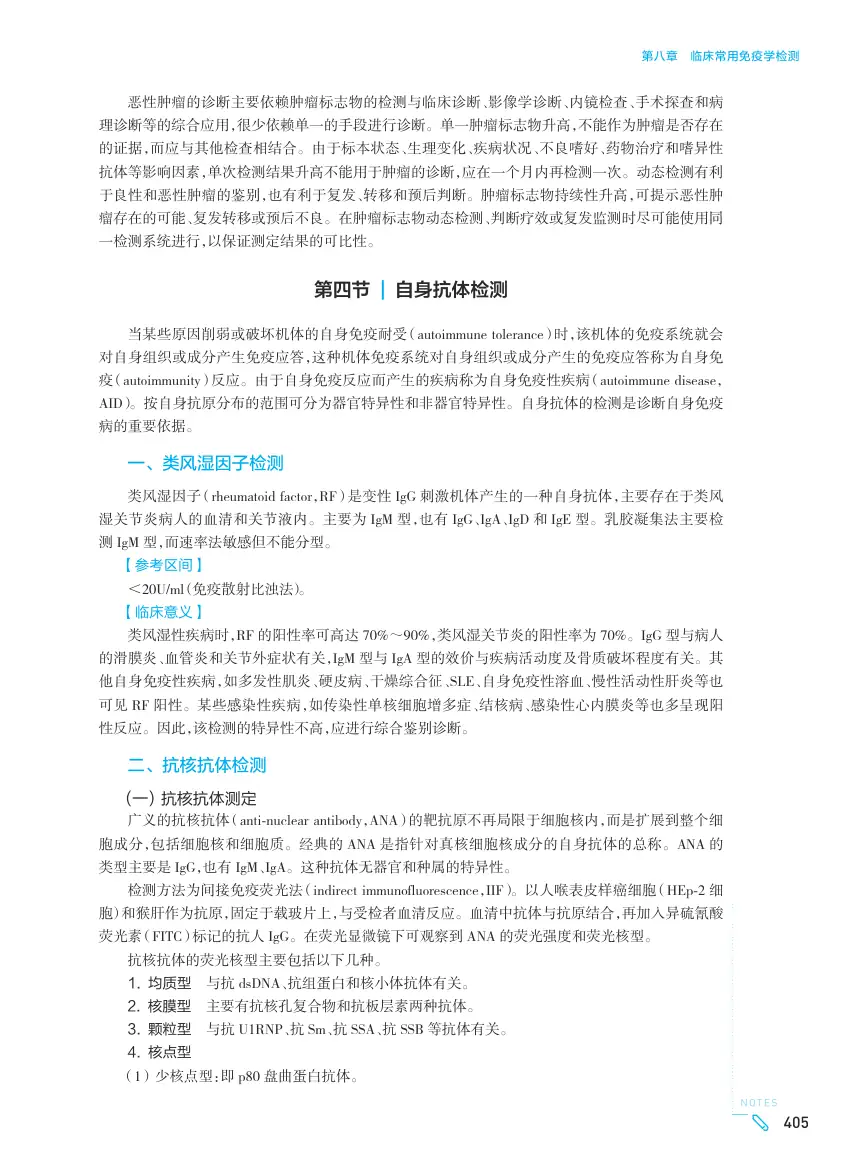 第八章 临床常用免疫学检测
恶性肿瘤的诊断主要依赖肿瘤标志物的检测与临床诊断、影像学诊断、内镜检查、手术探查和病
理诊断等的综合应用,很少依赖单一的手段进行诊断。单一肿瘤标志物升高,不能作为肿瘤是否存在
的证据,而应与其他检查相结合。由于标本状态、生理变化、疾病状况、不良嗜好、药物治疗和嗜异性
抗体等影响因素,单次检测结果升高不能用于肿瘤的诊断,应在一个月内再检测一次。动态检测有利
于良性和恶性肿瘤的鉴别,也有利于复发、转移和预后判断。肿瘤标志物持续性升高,可提示恶性肿
瘤存在的可能、复发转移或预后不良。在肿瘤标志物动态检测、判断疗效或复发监测时尽可能使用同
一检测系统进行,以保证测定结果的可比性。
第四节 | 自身抗体检测
当某些原因削弱或破坏机体的自身免疫耐受(autoimmune tolerance)时,该机体的免疫系统就会
对自身组织或成分产生免疫应答,这种机体免疫系统对自身组织或成分产生的免疫应答称为自身免
疫(autoimmunity)反应。由于自身免疫反应而产生的疾病称为自身免疫性疾病(autoimmune disease,
AID)。按自身抗原分布的范围可分为器官特异性和非器官特异性。自身抗体的检测是诊断自身免疫
病的重要依据。
一、类风湿因子检测
类风湿因子(rheumatoid factor,RF)是变性 IgG 刺激机体产生的一种自身抗体,主要存在于类风
湿关节炎病人的血清和关节液内。主要为 IgM 型,也有 IgG、IgA、IgD 和 IgE 型。乳胶凝集法主要检
测 IgM 型,而速率法敏感但不能分型。
【参考区间】
<20U/ml(免疫散射比浊法)。
【临床意义】
类风湿性疾病时,RF 的阳性率可高达 70%~90%,类风湿关节炎的阳性率为 70%。IgG 型与病人
的滑膜炎、血管炎和关节外症状有关,IgM 型与 IgA 型的效价与疾病活动度及骨质破坏程度有关。其
他自身免疫性疾病,如多发性肌炎、硬皮病、干燥综合征、SLE、自身免疫性溶血、慢性活动性肝炎等也
可见 RF 阳性。某些感染性疾病,如传染性单核细胞增多症、结核病、感染性心内膜炎等也多呈现阳
性反应。因此,该检测的特异性不高,应进行综合鉴别诊断。
二、抗核抗体检测
(一) 抗核抗体测定
广义的抗核抗体(anti-nuclear antibody,ANA)的靶抗原不再局限于细胞核内,而是扩展到整个细
胞成分,包括细胞核和细胞质。经典的 ANA 是指针对真核细胞核成分的自身抗体的总称。ANA 的
类型主要是 IgG,也有 IgM、IgA。这种抗体无器官和种属的特异性。
检测方法为间接免疫荧光法(indirect immunofluorescence,IIF)。以人喉表皮样癌细胞(HEp-2 细
胞)和猴肝作为抗原,固定于载玻片上,与受检者血清反应。血清中抗体与抗原结合,再加入异硫氰酸
荧光素(FITC)标记的抗人 IgG。在荧光显微镜下可观察到 ANA 的荧光强度和荧光核型。
抗核抗体的荧光核型主要包括以下几种。
1. 均质型 与抗 dsDNA、抗组蛋白和核小体抗体有关。
2. 核膜型 主要有抗核孔复合物和抗板层素两种抗体。
3. 颗粒型 与抗 U1RNP、抗 Sm、抗 SSA、抗 SSB 等抗体有关。
4. 核点型
(1)少核点型:即 p80 盘曲蛋白抗体。
NOTES
405